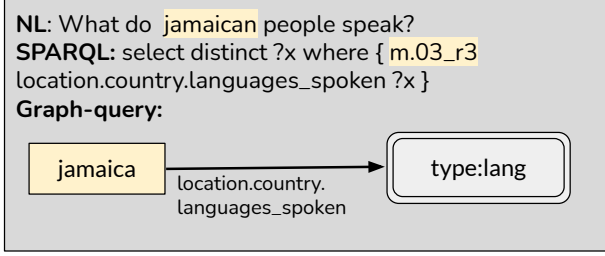 NL: What do jamaican people speak?
SPARQL: select distinct ?x where { m.03_r3
location.country.languages_spoken ?x }
Graph-query:
jamaica
type:lang
location.country.
languages_spoken